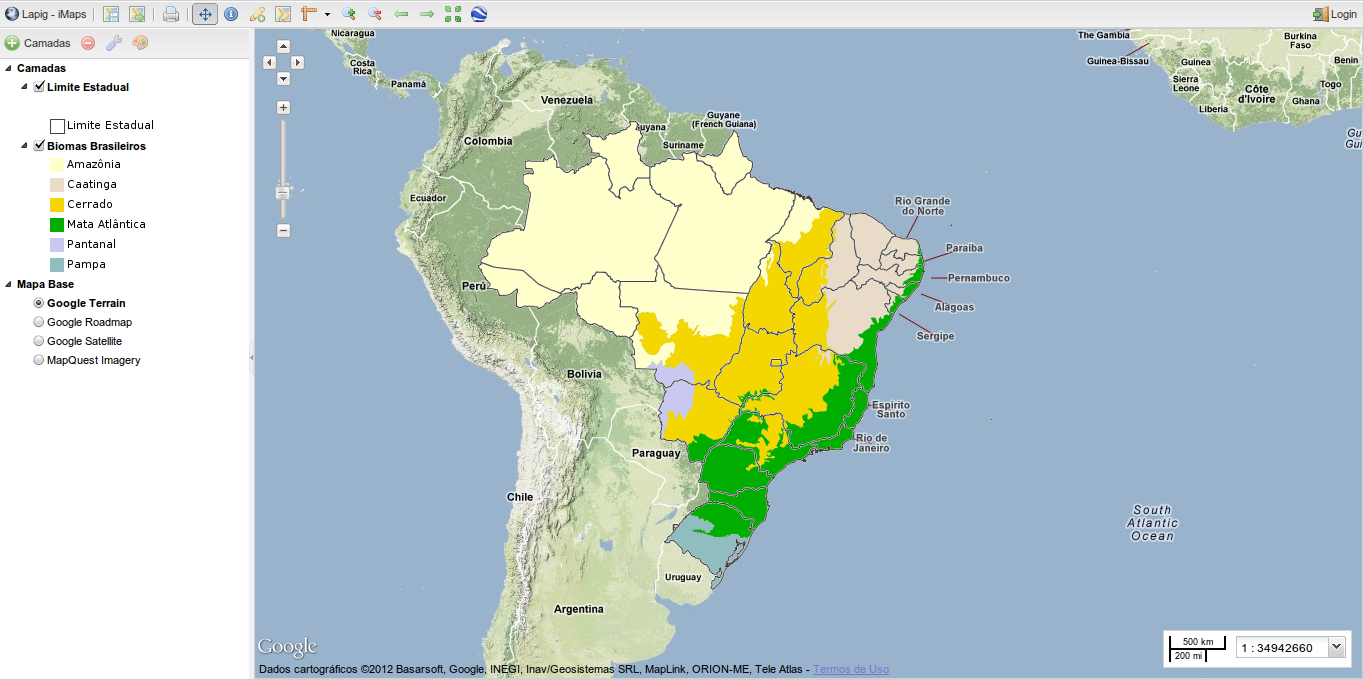 Lapig - iMaps
Login
Camadas
Camadas
Limite Estadual
Limite Estadual
Biomas Brasileiros
Amazônia
Caatinga
Cerrado
Mata Atlântica
Pantanal
Pampa
Mapa Base
Google Terrain
Google Roadmap
Google Satellite
MapQuest Imagery
Nicaragua
Costa
Rica
Panamá
Venezuela
Colombia
Guyane
(French Guiana)
Suriname
Ecuador
Perú
Bolivia
Paraguay
Chile
Uruguay
Argentina
Rio Grande
do Norte
Paraíba
Pernambuco
Alagoas
Sergipe
Espírito
Santo
Rio de
Janeiro
The Gambia
Guinea-Bissau
Guinea
Sierra
Leone
Liberia
Côte
d'Ivoire
Burkina
Faso
Benin
Togo
Ghana
South
Atlantic
Ocean
Google
Dados cartográficos ©2012 Basarsoft, Google, INEGI, Inav/Geosistemas SRL, MapLink, ORION-ME, Tele Atlas - Termos de Uso
500 km
200 mi
1 : 34942660